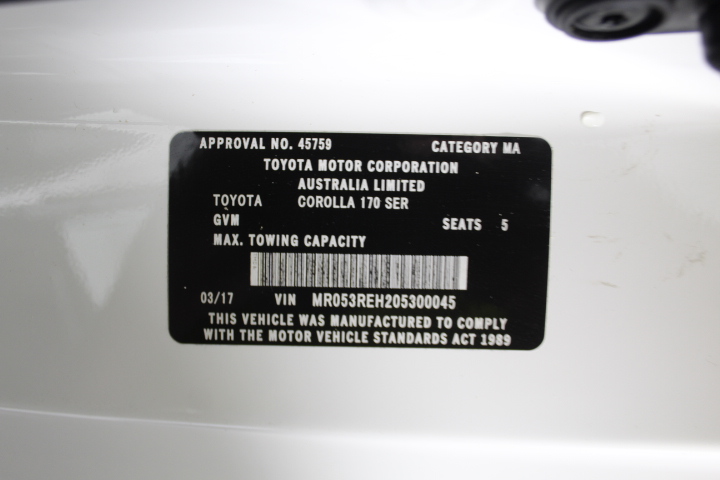 APPROVAL NO. 45759 CATEGORY MA
TOYOTA MOTOR CORPORATION
AUSTRALIA LIMITED
TOYOTA COROLLA 170 SER
GVM SEATS 5
MAX. TOWING CAPACITY
03/17 VIN MR053REH205300045
THIS VEHICLE WAS MANUFACTURED TO COMPLY
WITH THE MOTOR VEHICLE STANDARDS ACT 1989